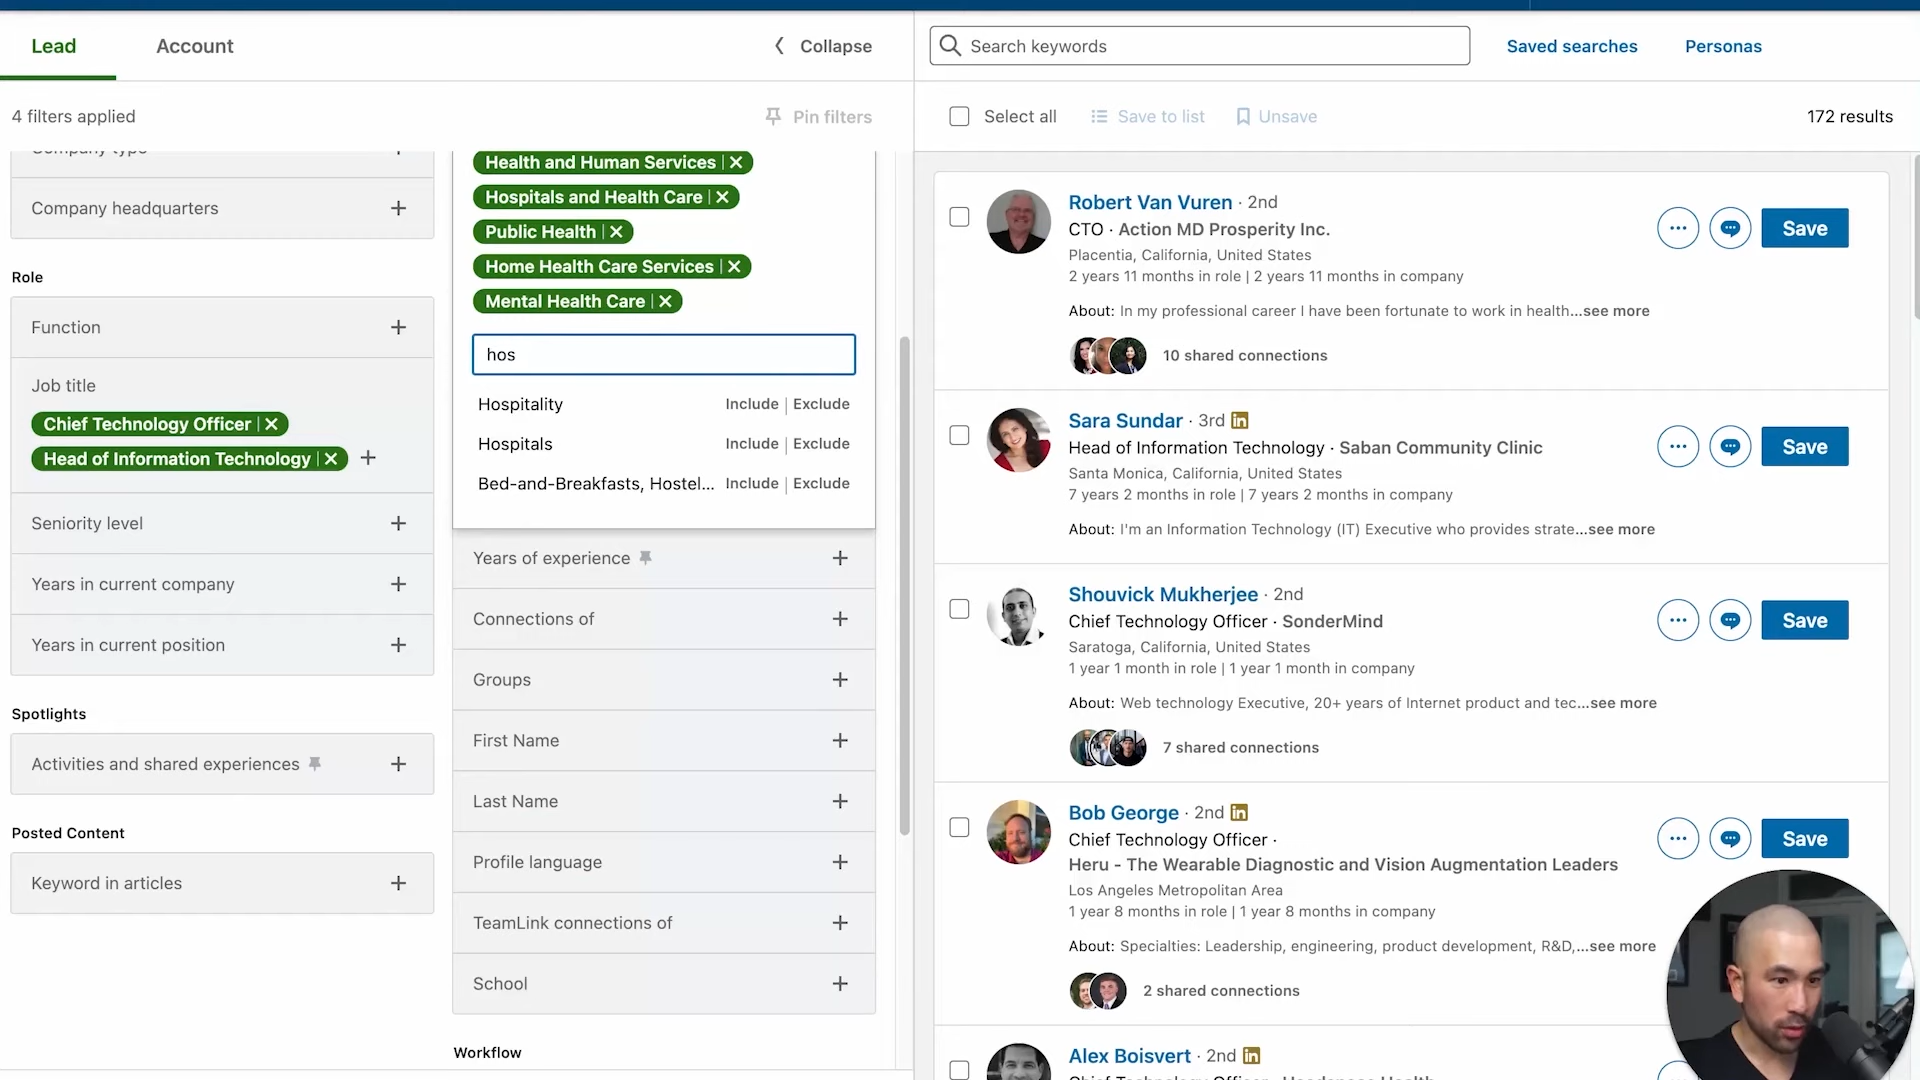 Lead
Account
Collapse
Search keywords
Saved searches
Personas
4 filters applied
Pin filters
Select all
Save to list
Unsave
172 results
Company type
Company headquarters
Role
Function
Job title
Chief Technology Officer
Head of Information Technology
Seniority level
Years in current company
Years in current position
Spotlights
Activities and shared experiences
Posted Content
Keyword in articles
Health and Human Services
Hospitals and Health Care
Public Health
Home Health Care Services
Mental Health Care
hos
Hospitality Include | Exclude
Hospitals Include | Exclude
Bed-and-Breakfasts, Hostel... Include | Exclude
Years of experience
Connections of
Groups
First Name
Last Name
Profile language
TeamLink connections of
School
Workflow
Robert Van Vuren · 2nd
CTO · Action MD Prosperity Inc.
Placentia, California, United States
2 years 11 months in role | 2 years 11 months in company
About: In my professional career I have been fortunate to work in health...see more
10 shared connections
Save
Sara Sundar · 3rd in
Head of Information Technology · Saban Community Clinic
Santa Monica, California, United States
7 years 2 months in role | 7 years 2 months in company
About: I'm an Information Technology (IT) Executive who provides strate...see more
Save
Shouvick Mukherjee · 2nd
Chief Technology Officer · SonderMind
Saratoga, California, United States
1 year 1 month in role | 1 year 1 month in company
About: Web technology Executive, 20+ years of Internet product and tec...see more
7 shared connections
Save
Bob George · 2nd in
Chief Technology Officer ·
Heru - The Wearable Diagnostic and Vision Augmentation Leaders
Los Angeles Metropolitan Area
1 year 8 months in role | 1 year 8 months in company
About: Specialties: Leadership, engineering, product development, R&D,...see more
2 shared connections
Save
Alex Boisvert · 2nd in
Chief Technology Officer